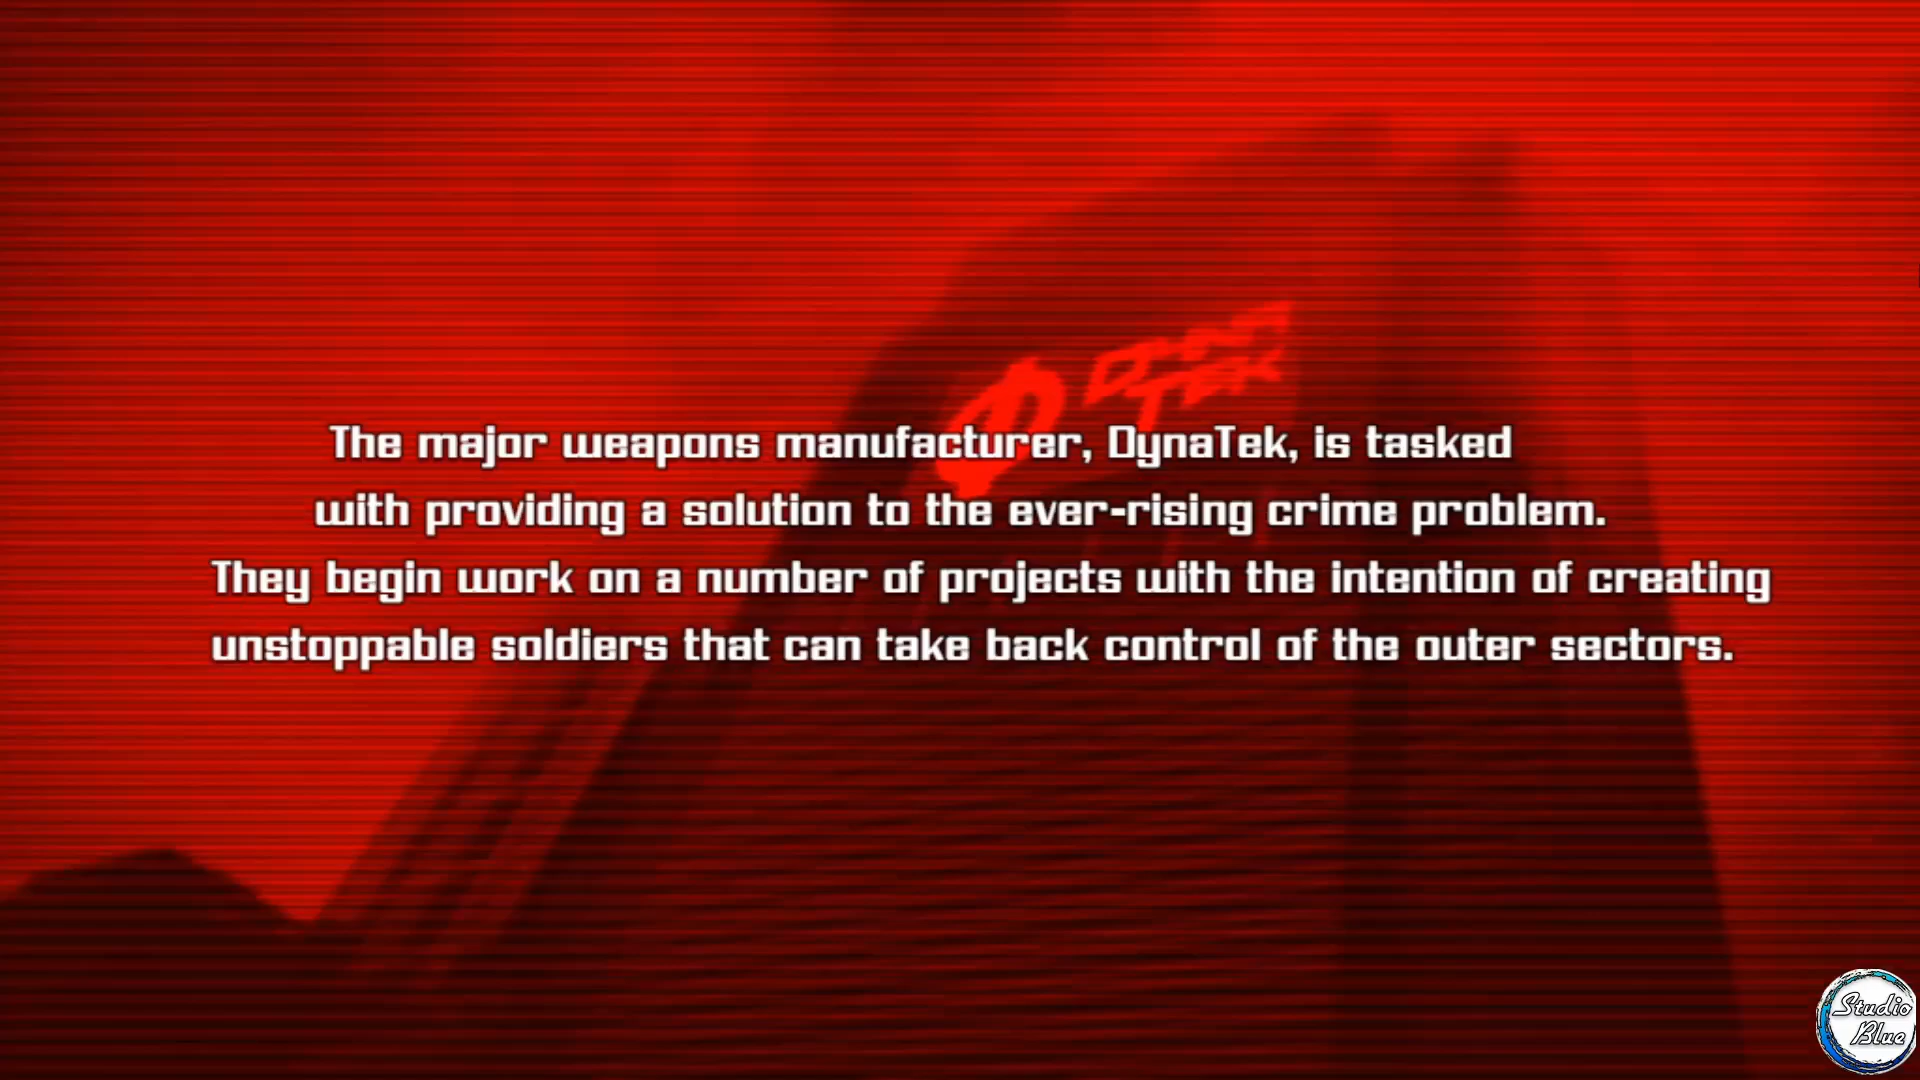 DYNA
TEK
The major weapons manufacturer, DynaTek, is tasked
with providing a solution to the ever-rising crime problem.
They begin work on a number of projects with the intention of creating
unstoppable soldiers that can take back control of the outer sectors.
Studio
Blue